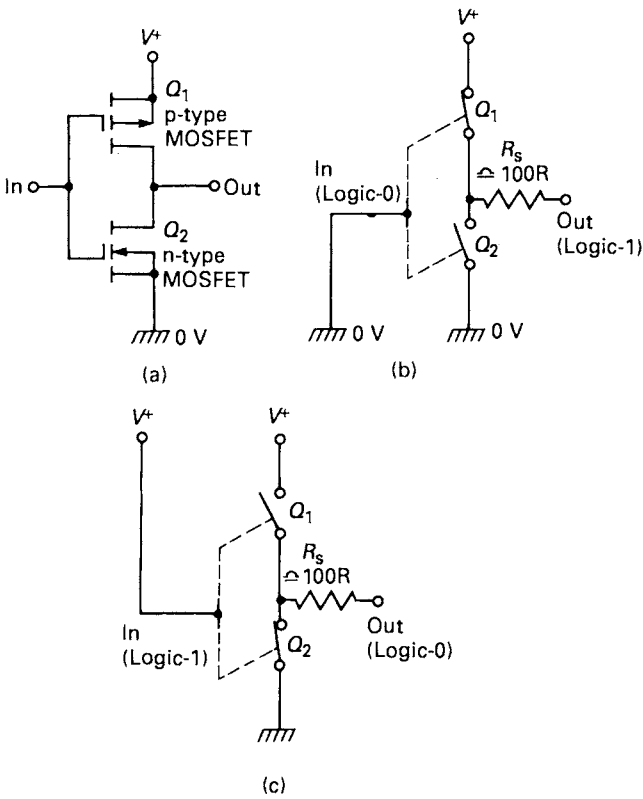 V+
Q1
p-type
MOSFET
In
Out
Q2
n-type
MOSFET
0 V
(a)
V+
Q1
In
(Logic-0)
Rs
≏ 100R
Out
(Logic-1)
Q2
0 V
0 V
(b)
V+
V+
Q1
Rs
≏ 100R
In
(Logic-1)
Out
(Logic-0)
Q2
(c)